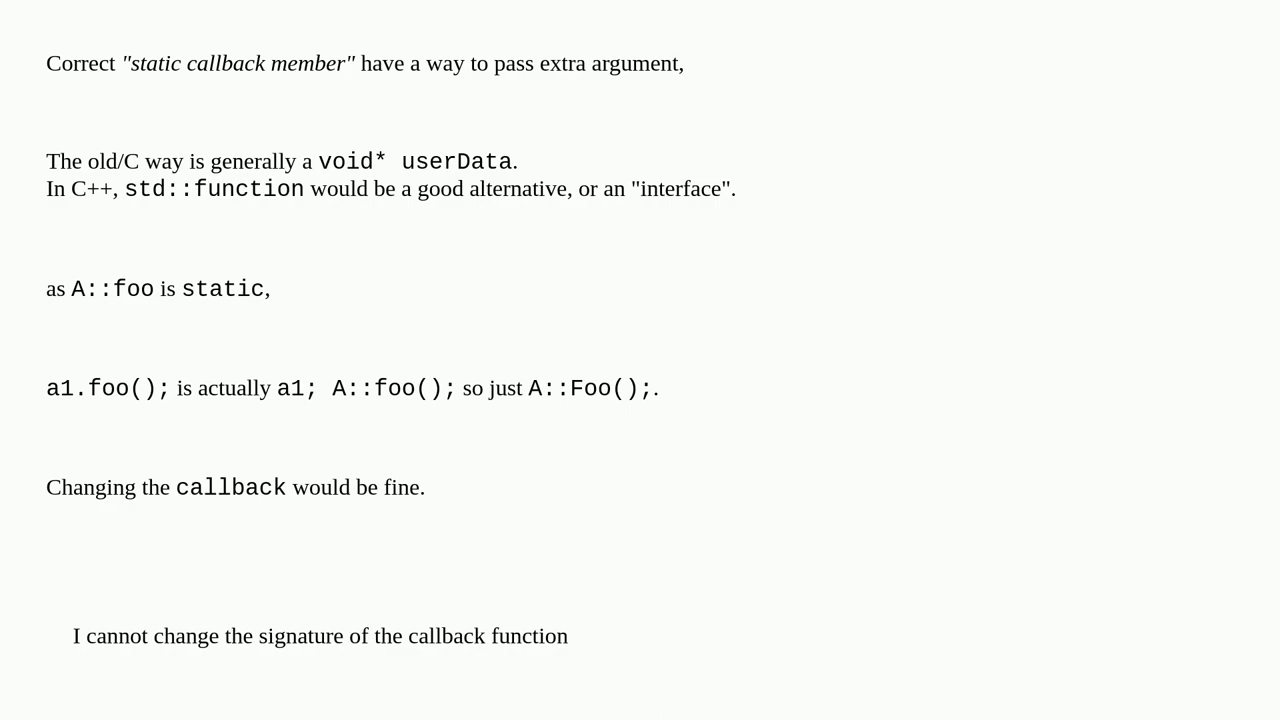 Correct "static callback member" have a way to pass extra argument,
The old/C way is generally a void* userData.
In C++, std::function would be a good alternative, or an "interface".
as A::foo is static,
a1.foo(); is actually a1; A::foo(); so just A::Foo();.
Changing the callback would be fine.
I cannot change the signature of the callback function